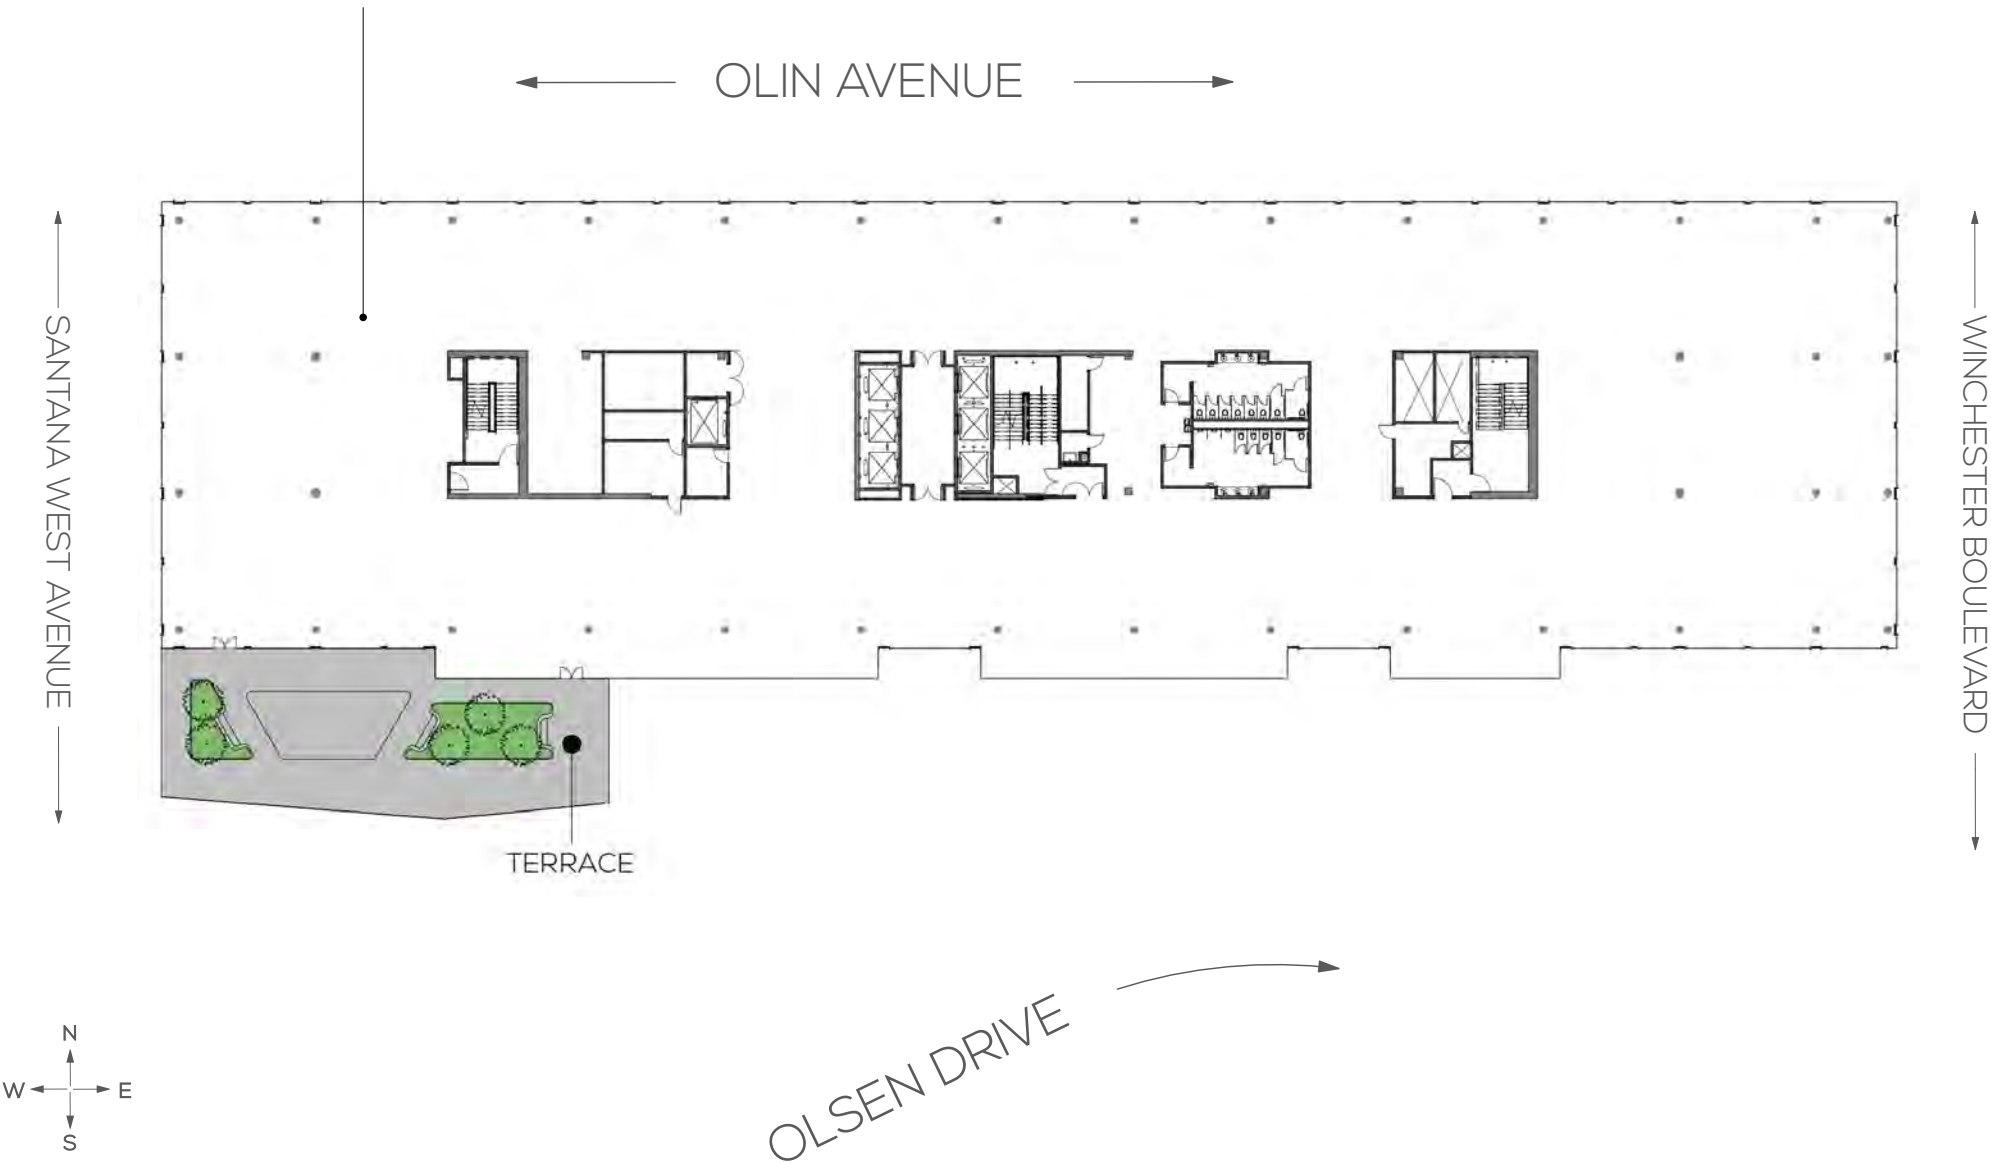 OLIN AVENUE
SANTANA WEST AVENUE
WINCHESTER BOULEVARD
TERRACE
OLSEN DRIVE
N
W E
S